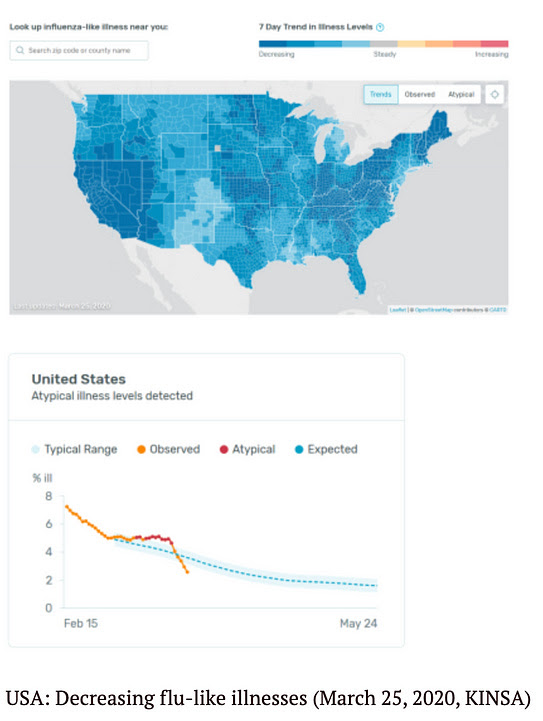 Look up influenza-like illness near you:
7 Day Trend in Illness Levels ?
Search zip code or county name
Decreasing Steady Increasing
Trends Observed Atypical
Last updated: March 25, 2020
Leaflet | © OpenStreetMap contributors © CARTO
United States
Atypical illness levels detected
Typical Range Observed Atypical Expected
% ill
8
6
4
2
0
Feb 15 May 24
USA: Decreasing flu-like illnesses (March 25, 2020, KINSA)